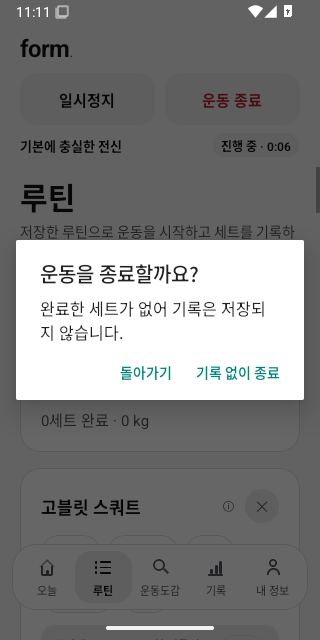 11:11
form.
일시정지
운동 종료
기본에 충실한 전신
진행 중 · 0:06
루틴
저장한 루틴으로 운동을 시작하고 세트를 기록하
운동을 종료할까요?
완료한 세트가 없어 기록은 저장되
지 않습니다.
돌아가기
기록 없이 종료
0세트 완료 · 0 kg
고블릿 스쿼트
오늘
루틴
운동도감
기록
내 정보